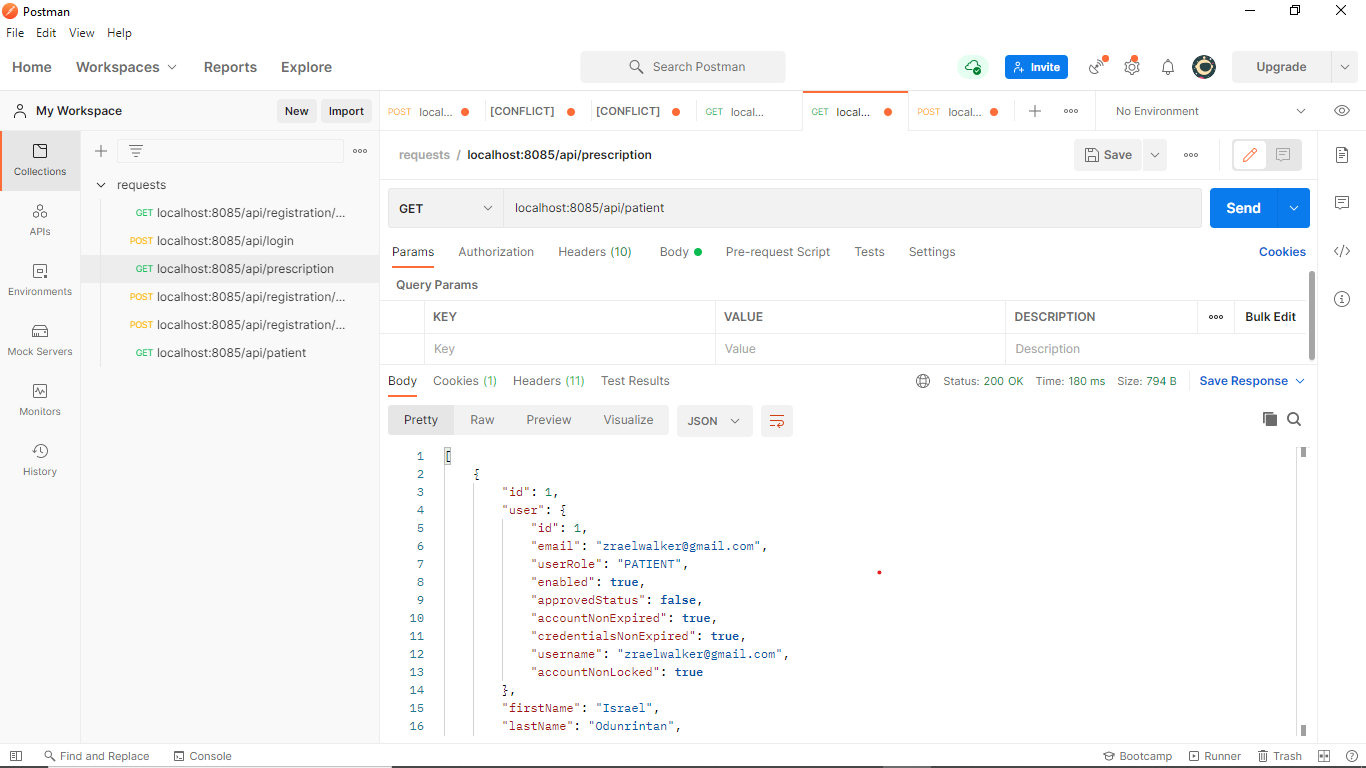 Postman
File Edit View Help
Home Workspaces Reports Explore Search Postman Invite Upgrade
My Workspace New Import
POST local... [CONFLICT] [CONFLICT] GET local... GET local... POST local... No Environment
Collections
APIs
Environments
Mock Servers
Monitors
History
requests
GET localhost:8085/api/registration/...
POST localhost:8085/api/login
GET localhost:8085/api/prescription
POST localhost:8085/api/registration/...
POST localhost:8085/api/registration/...
GET localhost:8085/api/patient
requests / localhost:8085/api/prescription Save
GET localhost:8085/api/patient Send
Params Authorization Headers (10) Body Pre-request Script Tests Settings Cookies
Query Params
KEY VALUE DESCRIPTION Bulk Edit
Key Value Description
Body Cookies (1) Headers (11) Test Results Status: 200 OK Time: 180 ms Size: 794 B Save Response
Pretty Raw Preview Visualize JSON
1 [
2 {
3 "id": 1,
4 "user": {
5 "id": 1,
6 "email": "zraelwalker@gmail.com",
7 "userRole": "PATIENT",
8 "enabled": true,
9 "approvedStatus": false,
10 "accountNonExpired": true,
11 "credentialsNonExpired": true,
12 "username": "zraelwalker@gmail.com",
13 "accountNonLocked": true
14 },
15 "firstName": "Israel",
16 "lastName": "Odunrintan",
Find and Replace Console Bootcamp Runner Trash